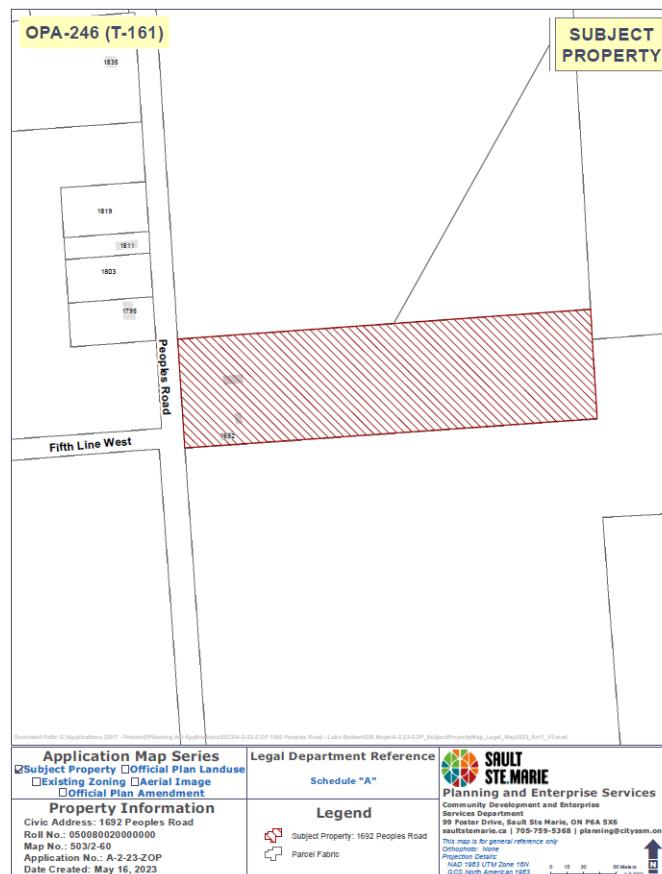 OPA-246 (T-161)
SUBJECT
PROPERTY
1835
1819
1811
1803
1795
Peoples Road
Fifth Line West
1692
Application Map Series
Subject Property Official Plan Landuse
Existing Zoning Aerial Image
Official Plan Amendment
Property Information
Civic Address: 1692 Peoples Road
Roll No.: 050080020000000
Map No.: 503/2-60
Application No.: A-2-23-ZOP
Date Created: May 16, 2023
Legal Department Reference
Schedule "A"
Legend
Subject Property: 1692 Peoples Road
Parcel Fabric
SAULT
STE.MARIE
Planning and Enterprise Services
Community Development and Enterprise
Services Department
99 Foster Drive, Sault Ste Marie, ON P6A 5X6
saultstemarie.ca | 705-759-5368 | planning@cityssm.on
This map is for general reference only
Orthophoto: None
Projection Details:
NAD 1983 UTM Zone 16N
GCS North American 1983
0 15 30 60 Meters
N